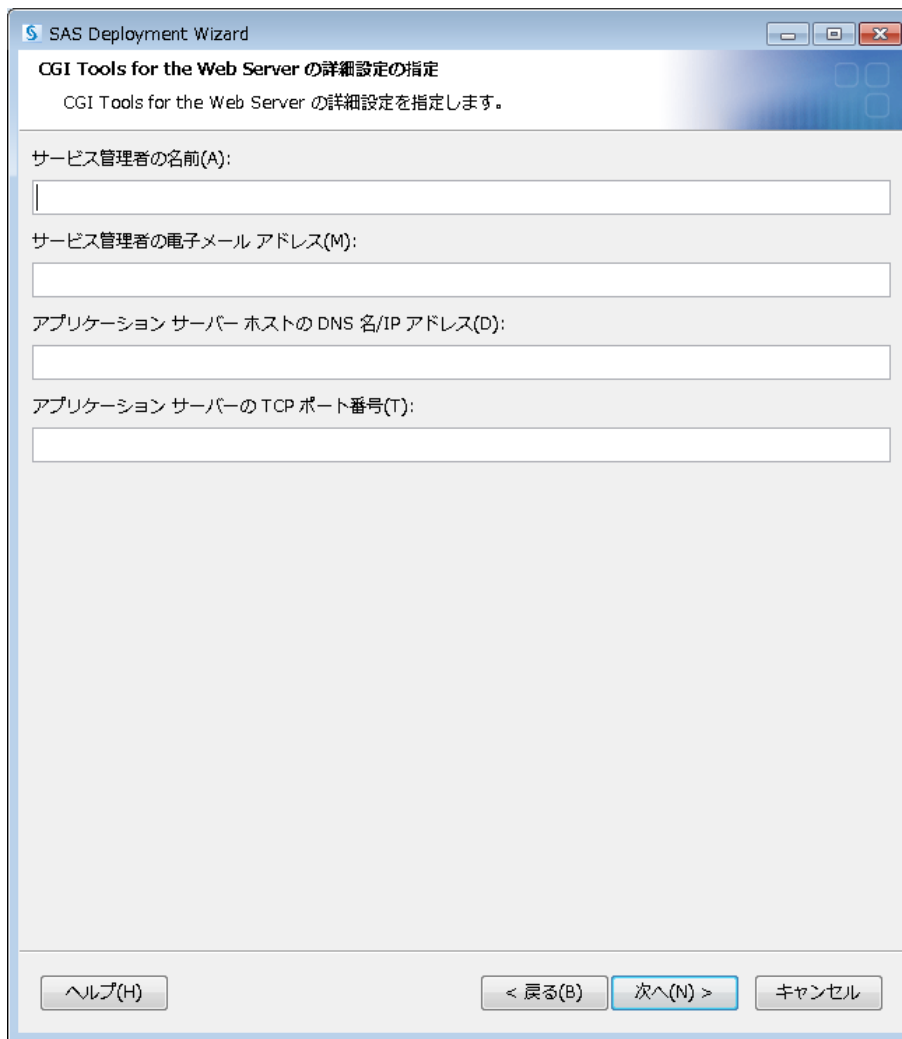 SAS Deployment Wizard
CGI Tools for the Web Server の詳細設定の指定
CGI Tools for the Web Server の詳細設定を指定します。
サービス管理者の名前(A):
サービス管理者の電子メール アドレス(M):
アプリケーション サーバー ホストの DNS 名/IP アドレス(D):
アプリケーション サーバーの TCP ポート番号(T):
ヘルプ(H)
< 戻る(B)
次へ(N) >
キャンセル